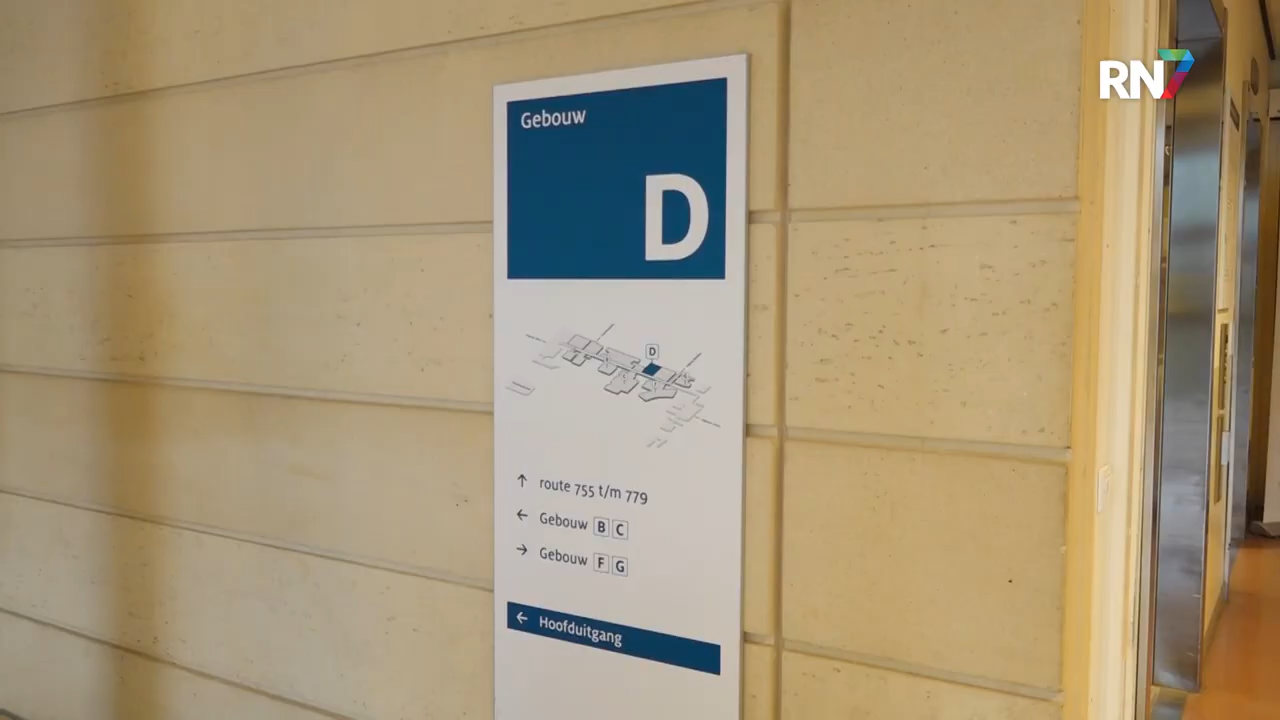 RN7
Gebouw
D
D
↑ route 755 t/m 779
← Gebouw B C
→ Gebouw F G
← Hoofduitgang